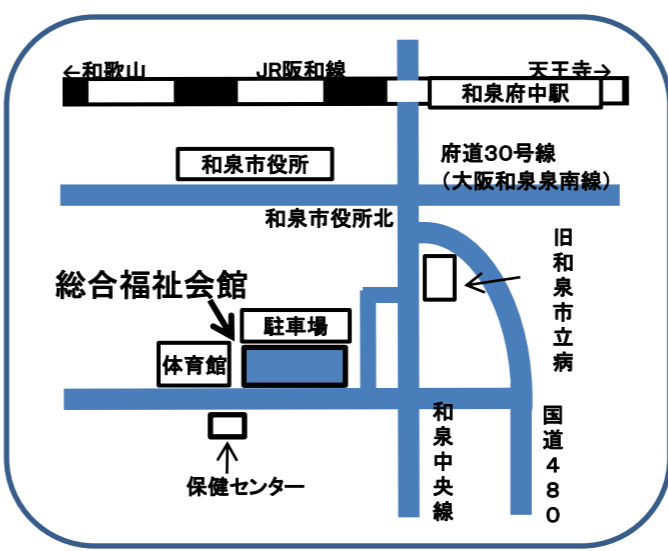 ←和歌山
JR阪和線
天王寺→
和泉府中駅
和泉市役所
府道30号線
（大阪和泉泉南線）
和泉市役所北
旧和泉市立病
総合福祉会館
駐車場
体育館
和泉中央線
国道480
保健センター